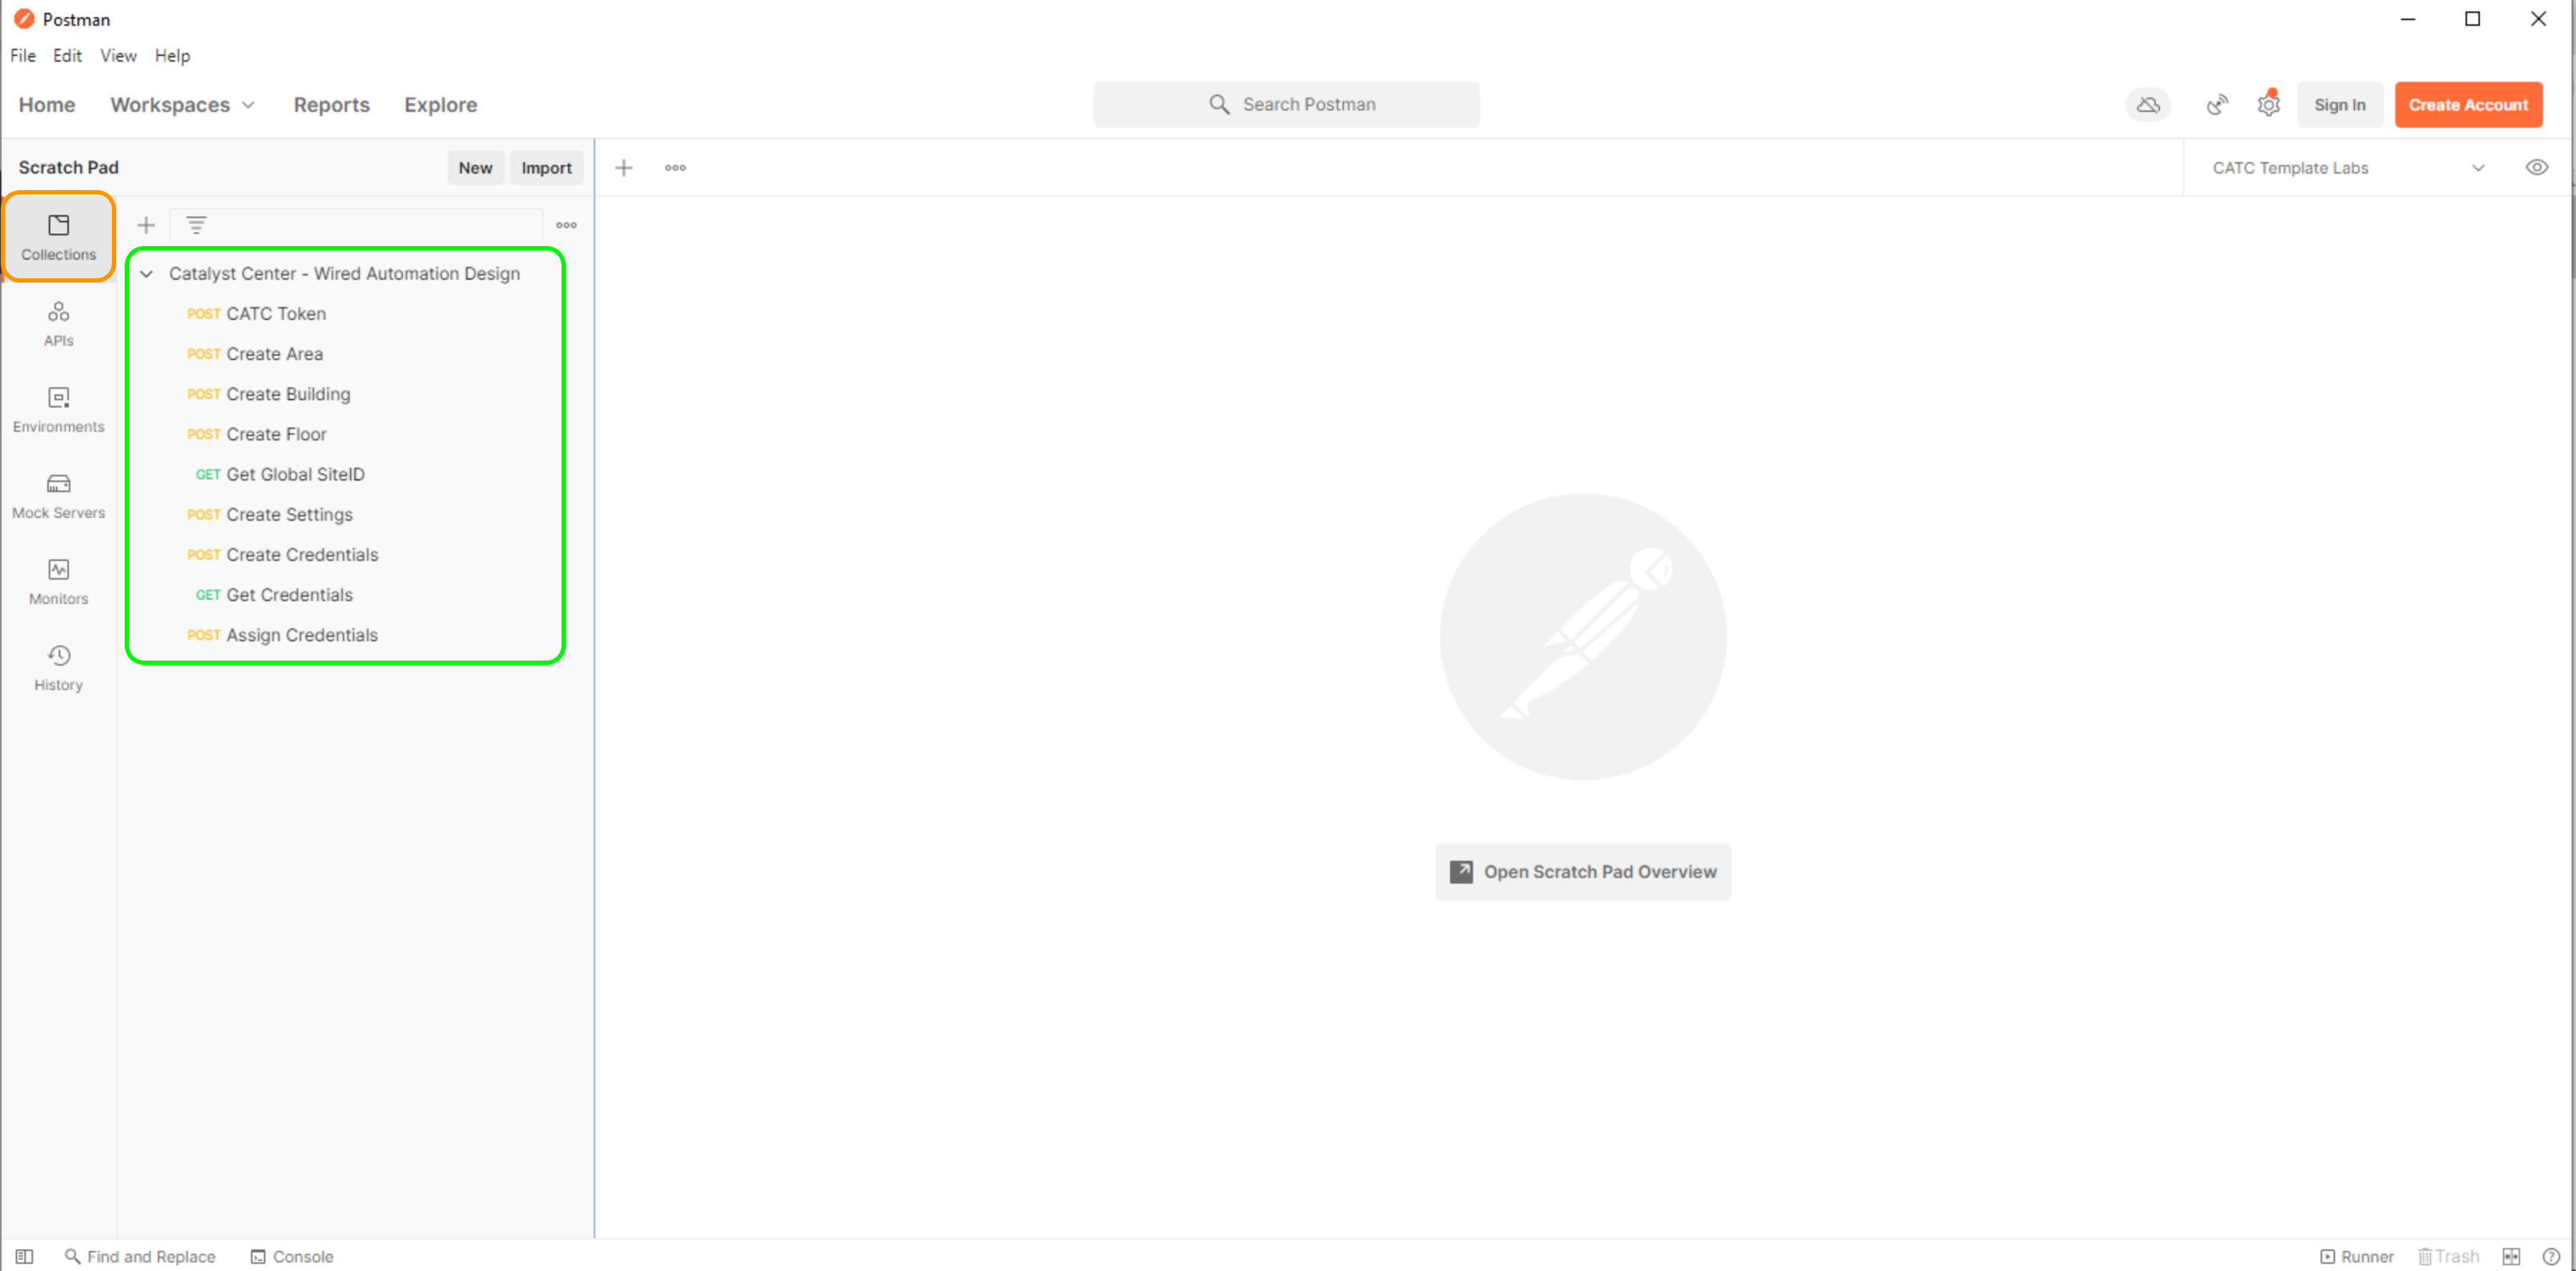 Postman
File Edit View Help
Home Workspaces Reports Explore Search Postman Sign In Create Account
Scratch Pad New Import CATC Template Labs
Collections
APIs
Environments
Mock Servers
Monitors
History
Catalyst Center - Wired Automation Design
POST CATC Token
POST Create Area
POST Create Building
POST Create Floor
GET Get Global SiteID
POST Create Settings
POST Create Credentials
GET Get Credentials
POST Assign Credentials
Open Scratch Pad Overview
Find and Replace Console Runner Trash